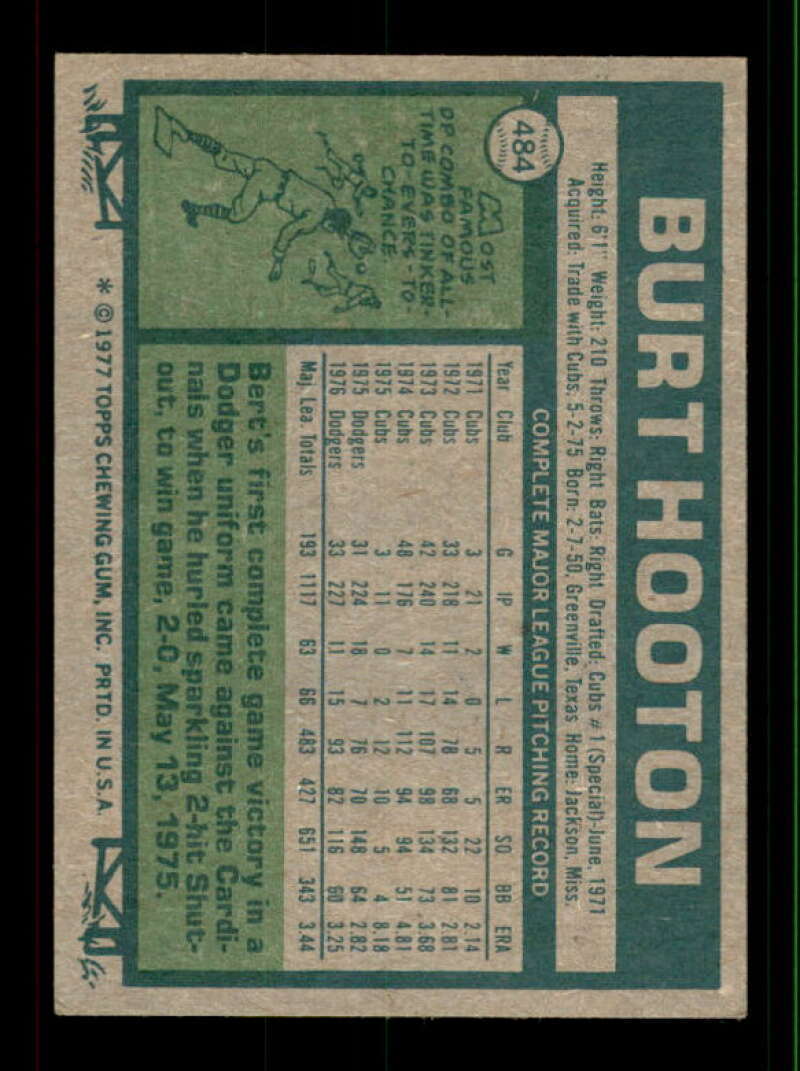 484
BURT HOOTON
Height: 6'1" Weight: 210 Throws: Right Bats: Right Drafted: Cubs #1 (Special)-June, 1971
Acquired: Trade with Cubs, 5-2-75 Born: 2-7-50, Greenville, Texas Home: Jackson, Miss.
MOST
FAMOUS
DP COMBO OF ALL-
TIME WAS TINKER-
TO-EVERS-TO-
CHANCE.
COMPLETE MAJOR LEAGUE PITCHING RECORD
Year Club G IP W L R ER SO BB ERA
1971 Cubs 3 21 2 0 5 5 22 10 2.14
1972 Cubs 33 218 11 14 78 68 132 81 2.81
1973 Cubs 42 240 14 17 107 98 134 73 3.68
1974 Cubs 48 176 7 11 112 94 94 51 4.81
1975 Cubs 3 11 0 2 12 10 5 4 8.18
1975 Dodgers 31 224 18 7 76 70 148 64 2.82
1976 Dodgers 33 227 11 15 93 82 116 60 3.25
Maj. Lea. Totals 193 1117 63 66 483 427 651 343 3.44
Bert's first complete game victory in a
Dodger uniform came against the Cardi-
nals when he hurled sparkling 2-hit Shut-
out, to win game, 2-0, May 13, 1975.
* © 1977 TOPPS CHEWING GUM, INC. PRTD. IN U.S.A.